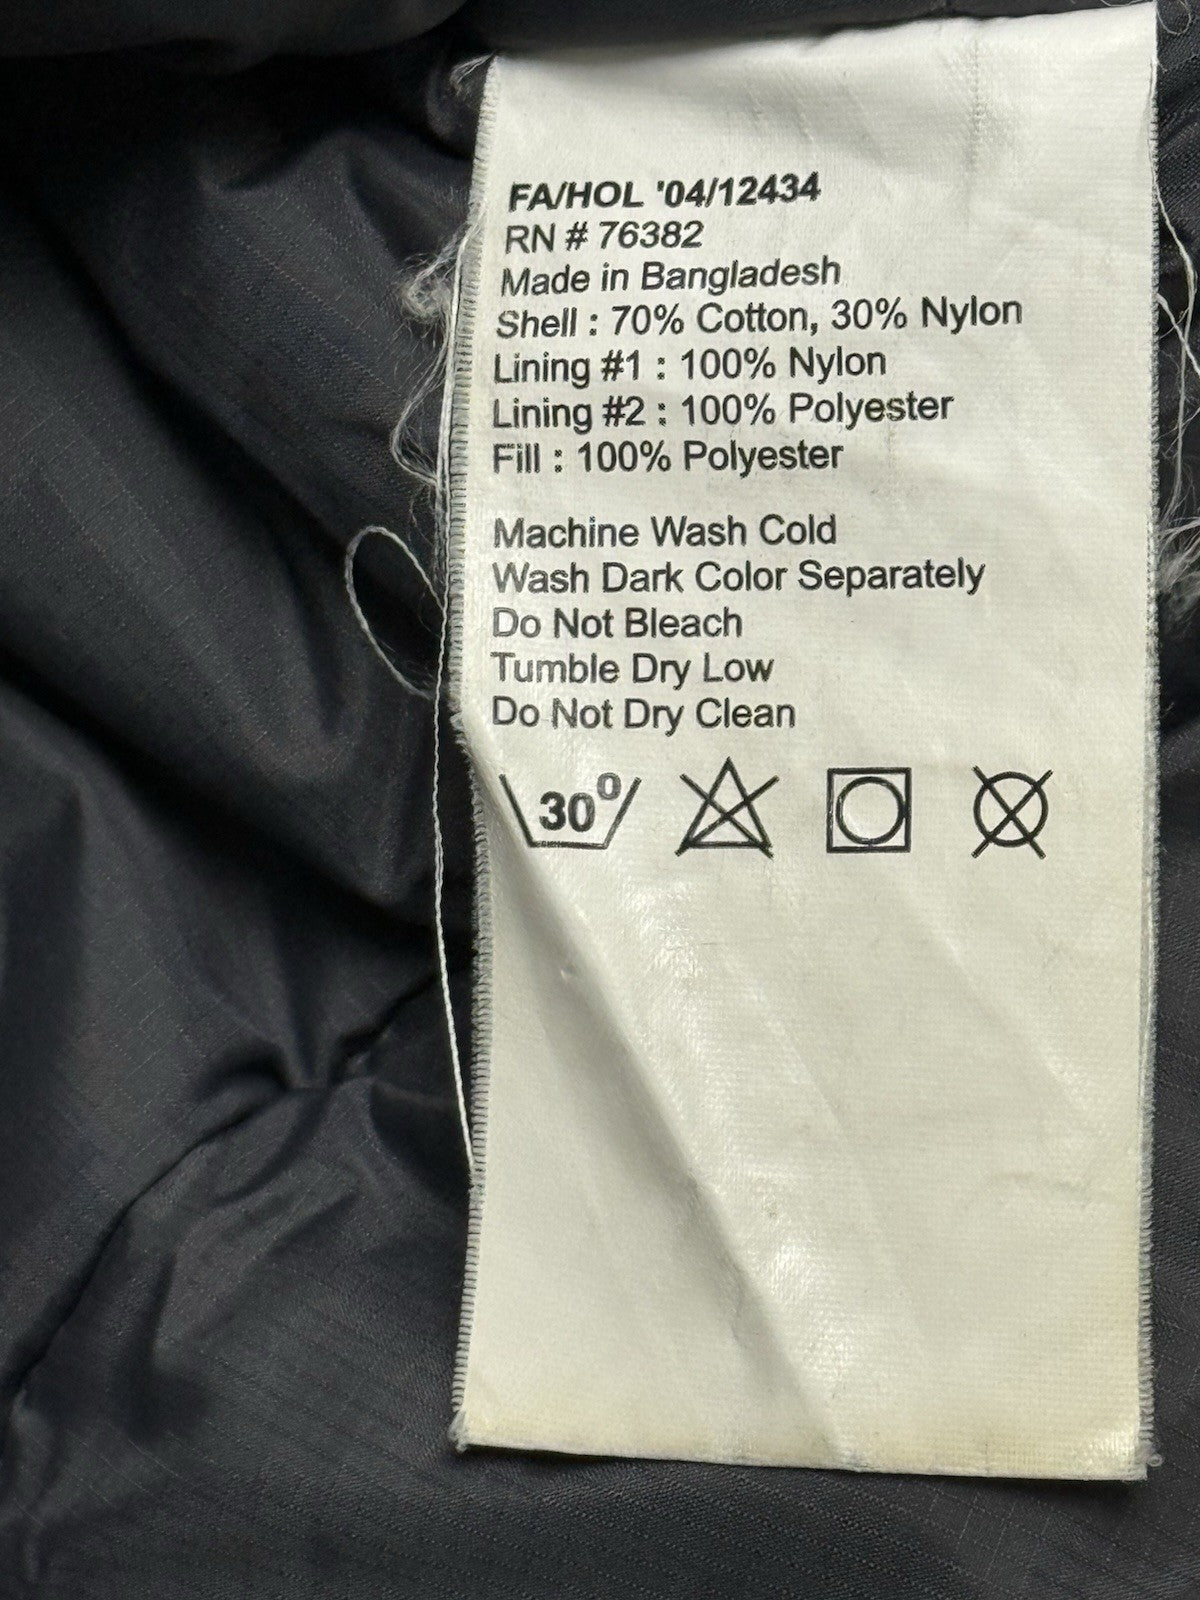 FA/HOL '04/12434
RN # 76382
Made in Bangladesh
Shell : 70% Cotton, 30% Nylon
Lining #1 : 100% Nylon
Lining #2 : 100% Polyester
Fill : 100% Polyester
Machine Wash Cold
Wash Dark Color Separately
Do Not Bleach
Tumble Dry Low
Do Not Dry Clean
30º